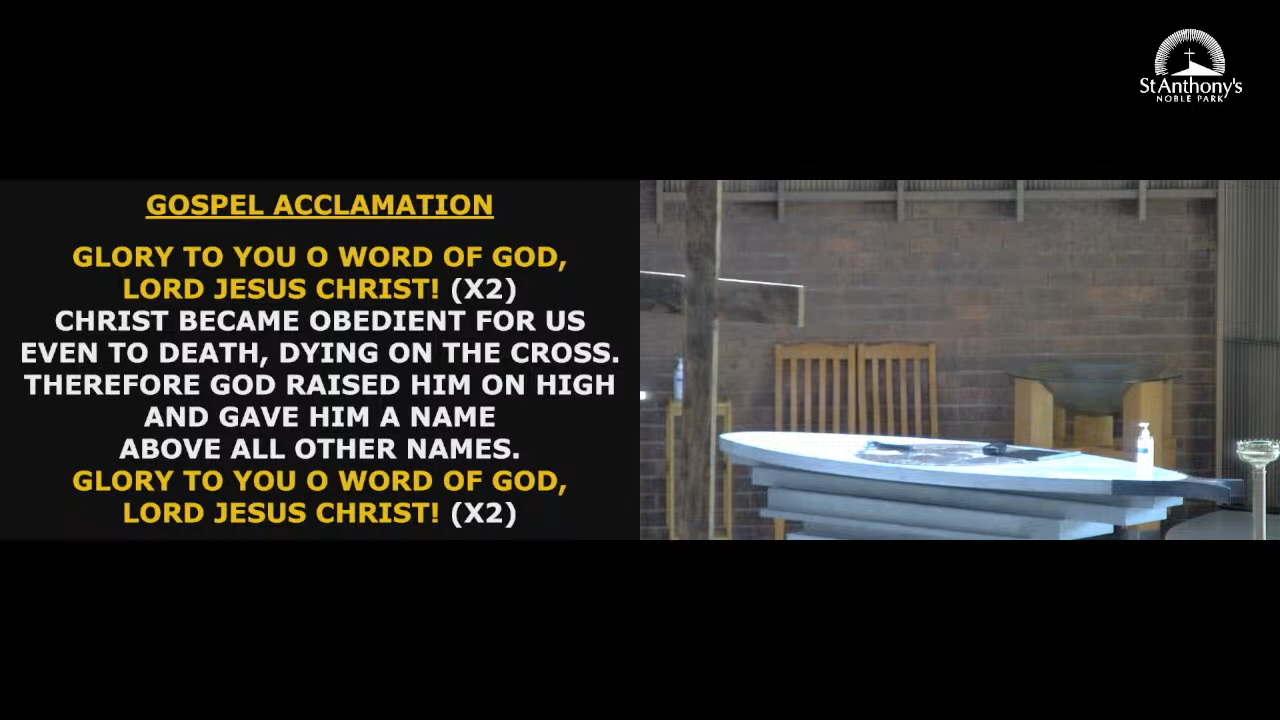 St Anthony's
NOBLE PARK
GOSPEL ACCLAMATION
GLORY TO YOU O WORD OF GOD,
LORD JESUS CHRIST! (X2)
CHRIST BECAME OBEDIENT FOR US
EVEN TO DEATH, DYING ON THE CROSS.
THEREFORE GOD RAISED HIM ON HIGH
AND GAVE HIM A NAME
ABOVE ALL OTHER NAMES.
GLORY TO YOU O WORD OF GOD,
LORD JESUS CHRIST! (X2)